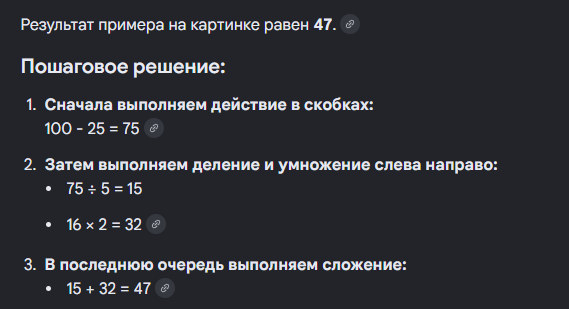 Результат примера на картинке равен 47.
Пошаговое решение:
1. Сначала выполняем действие в скобках:
100 - 25 = 75
2. Затем выполняем деление и умножение слева направо:
• 75 ÷ 5 = 15
• 16 × 2 = 32
3. В последнюю очередь выполняем сложение:
• 15 + 32 = 47